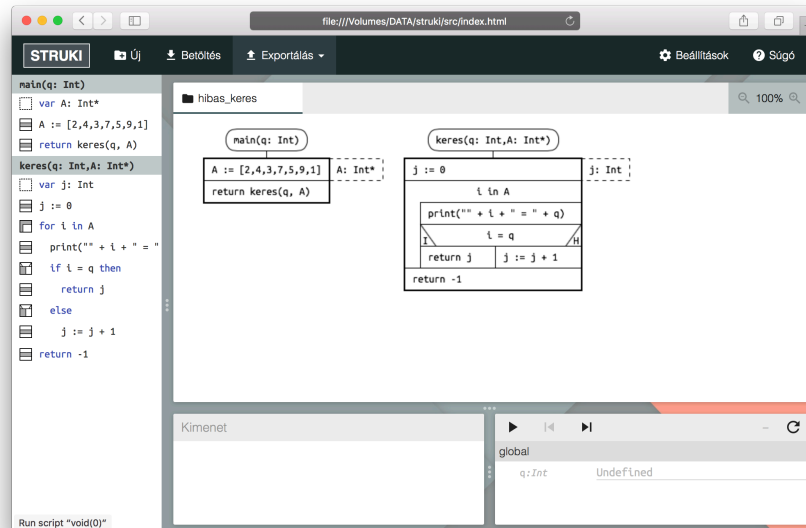 file:///Volumes/DATA/struki/src/index.html
STRUKI Új Betöltés Exportálás Beállítások Súgó
main(q: Int)
var A: Int*
A := [2,4,3,7,5,9,1]
return keres(q, A)
keres(q: Int,A: Int*)
var j: Int
j := 0
for i in A
print("" + i + " = "
if i = q then
return j
else
j := j + 1
return -1
hibas_keres
100%
main(q: Int)
A := [2,4,3,7,5,9,1] A: Int*
return keres(q, A)
keres(q: Int,A: Int*)
j := 0 j: Int
i in A
print("" + i + " = " + q)
I i = q H
return j j := j + 1
return -1
Kimenet
global
q:Int Undefined
Run script "void(0)"